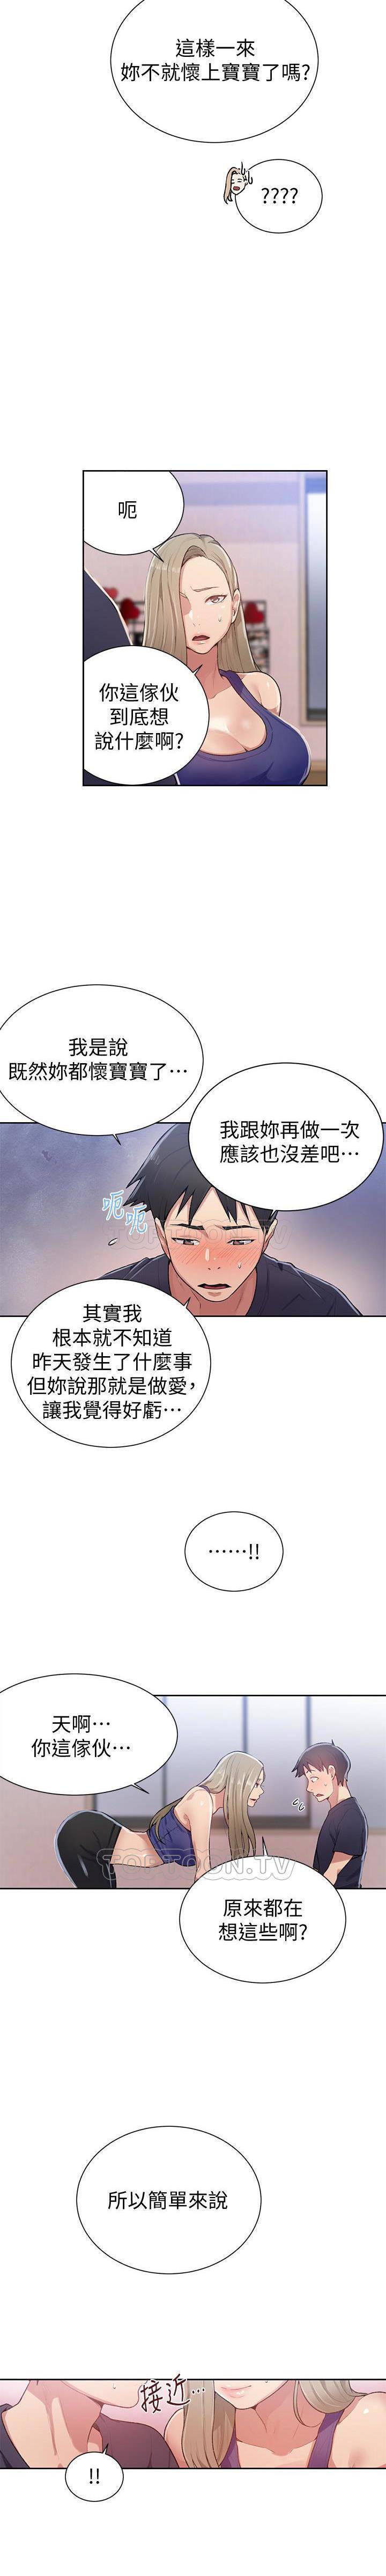 這樣一來
妳不就懷上寶寶了嗎?
????
呃
你這傢伙
到底想
說什麼啊?
我是說
既然妳都懷寶寶了…
我跟妳再做一次
應該也沒差吧…
呃
呃
TOPTOON.TV
其實我
根本就不知道
昨天發生了什麼事
但妳說那就是做愛,
讓我覺得好虧…
……!!
天啊…
你這傢伙…
TOPTOON.TV
原來都在
想這些啊?
所以簡單來說
接近…
!!